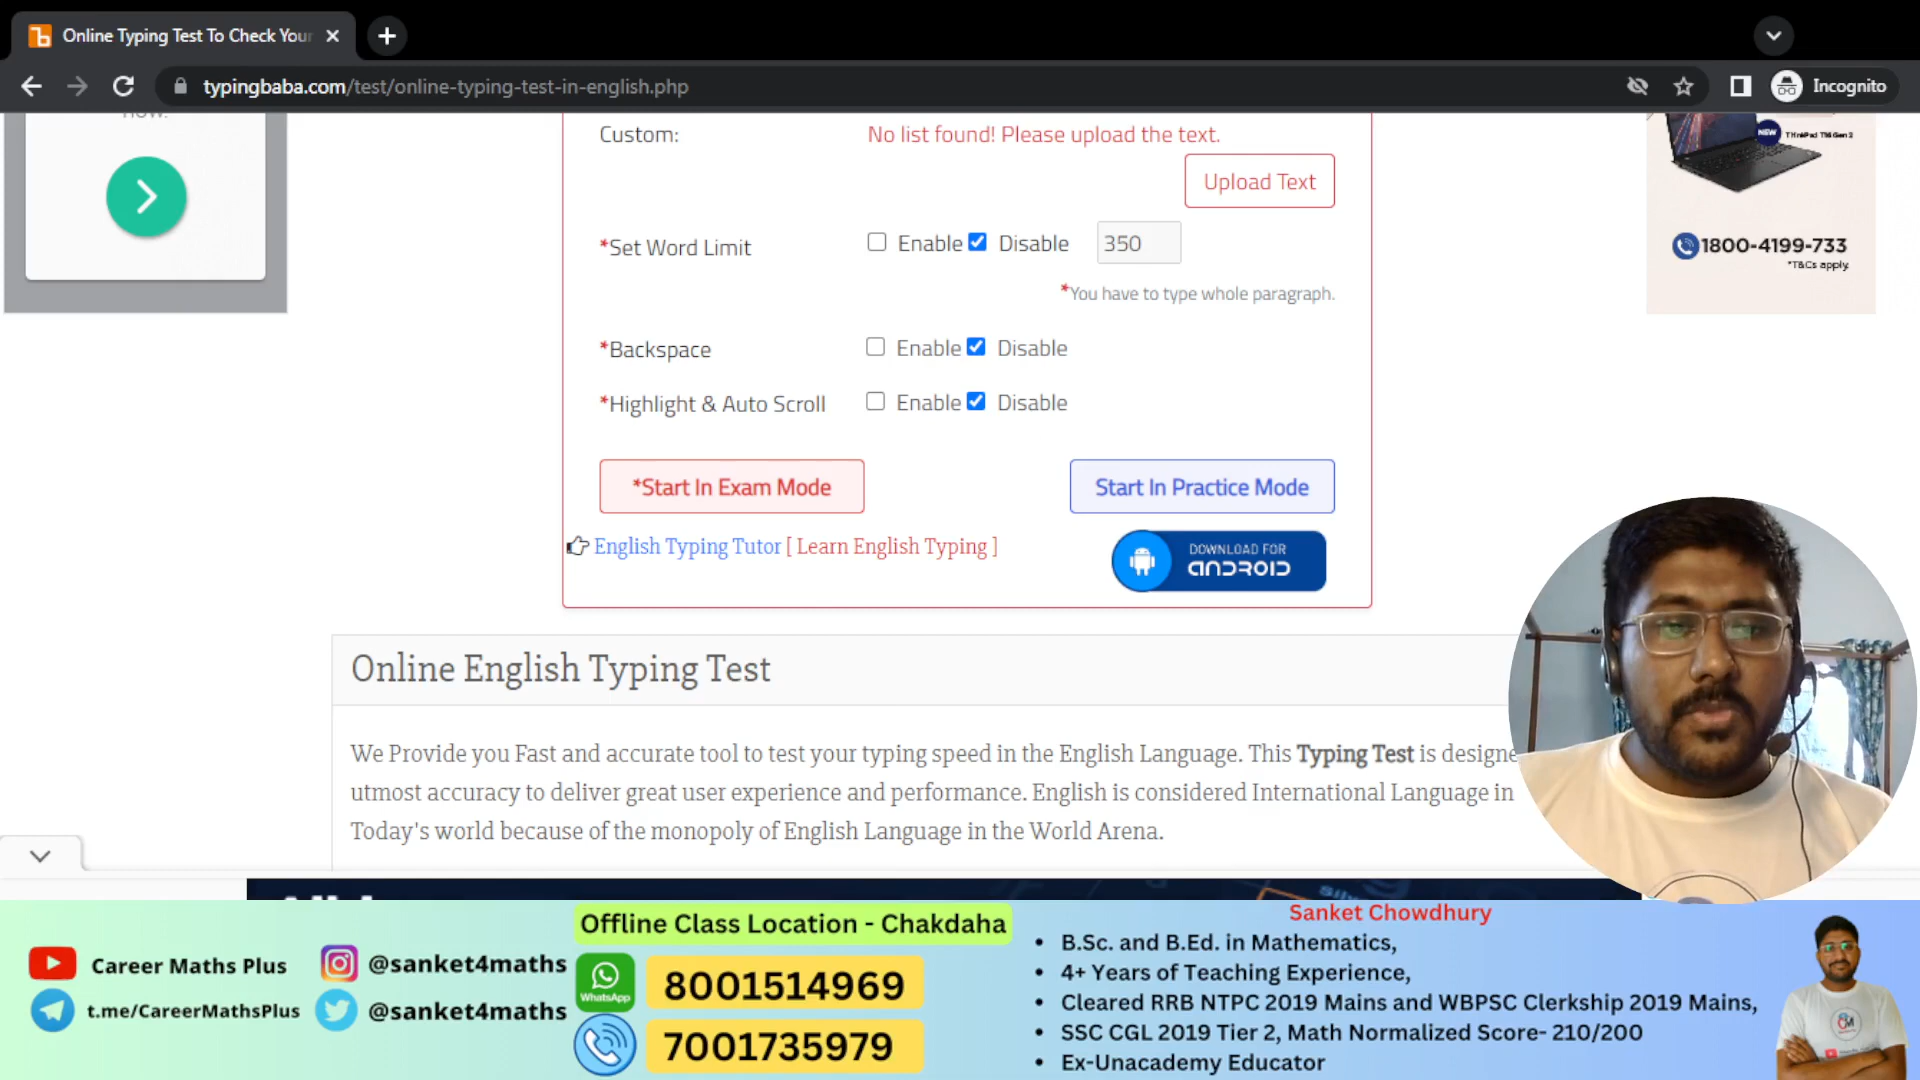 Online Typing Test To Check Your
typingbaba.com/test/online-typing-test-in-english.php
Incognito
now.
Custom:
No list found! Please upload the text.
Upload Text
NEW
ThinkPad T16 Gen 2
*Set Word Limit
Enable
Disable
350
1800-4199-733
*T&Cs apply.
*You have to type whole paragraph.
*Backspace
Enable
Disable
*Highlight & Auto Scroll
Enable
Disable
*Start In Exam Mode
Start In Practice Mode
English Typing Tutor [ Learn English Typing ]
DOWNLOAD FOR
ANDROID
Online English Typing Test
We Provide you Fast and accurate tool to test your typing speed in the English Language. This Typing Test is designe
utmost accuracy to deliver great user experience and performance. English is considered International Language in
Today's world because of the monopoly of English Language in the World Arena.
Offline Class Location - Chakdaha
Career Maths Plus
@sanket4maths
t.me/CareerMathsPlus
@sanket4maths
WhatsApp
8001514969
7001735979
Sanket Chowdhury
• B.Sc. and B.Ed. in Mathematics,
• 4+ Years of Teaching Experience,
• Cleared RRB NTPC 2019 Mains and WBPSC Clerkship 2019 Mains,
• SSC CGL 2019 Tier 2, Math Normalized Score- 210/200
• Ex-Unacademy Educator